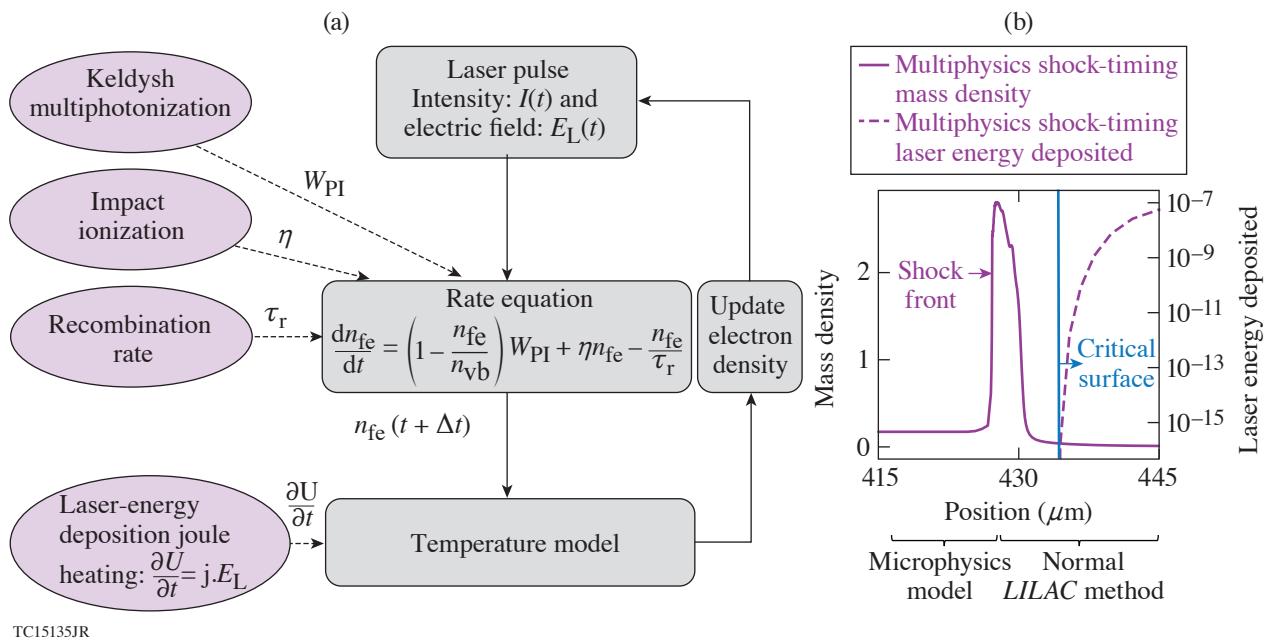 (a)
Keldysh
multiphotonization
Laser pulse
Intensity: I(t) and
electric field: E_L(t)
W_PI
Impact
ionization
η
Recombination
rate
τ_r
Rate equation
dn_fe/dt = (1 – n_fe/n_vb) W_PI + ηn_fe – n_fe/τ_r
Update
electron
density
n_fe (t + Δt)
Laser-energy
deposition joule
heating: ∂U/∂t = j.E_L
∂U/∂t
Temperature model
(b)
Multiphysics shock-timing
mass density
Multiphysics shock-timing
laser energy deposited
Mass density
2
1
0
Shock
front
Critical
surface
10–7
10–9
10–11
10–13
10–15
Laser energy deposited
415 430 445
Position (μm)
Microphysics
model
Normal
LILAC method
TC15135JR